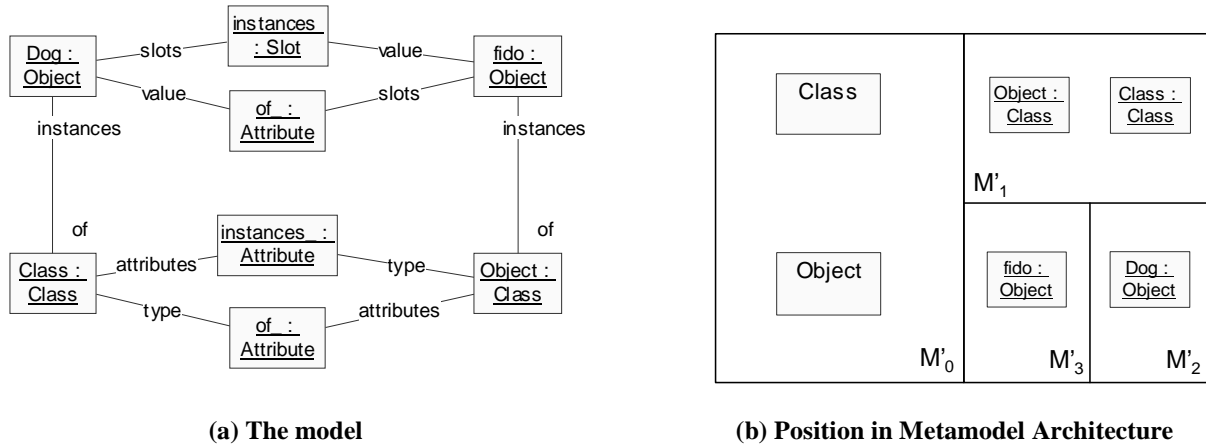 instances_
: Slot
Dog :
Object
slots
value
fido :
Object
value
slots
of_ :
Attribute
instances
instances
of
of
instances_ :
Attribute
Class :
Class
attributes
type
Object :
Class
type
attributes
of_ :
Attribute
(a) The model
Class
Object :
Class
Class :
Class
M'1
Object
fido :
Object
Dog :
Object
M'0
M'3
M'2
(b) Position in Metamodel Architecture